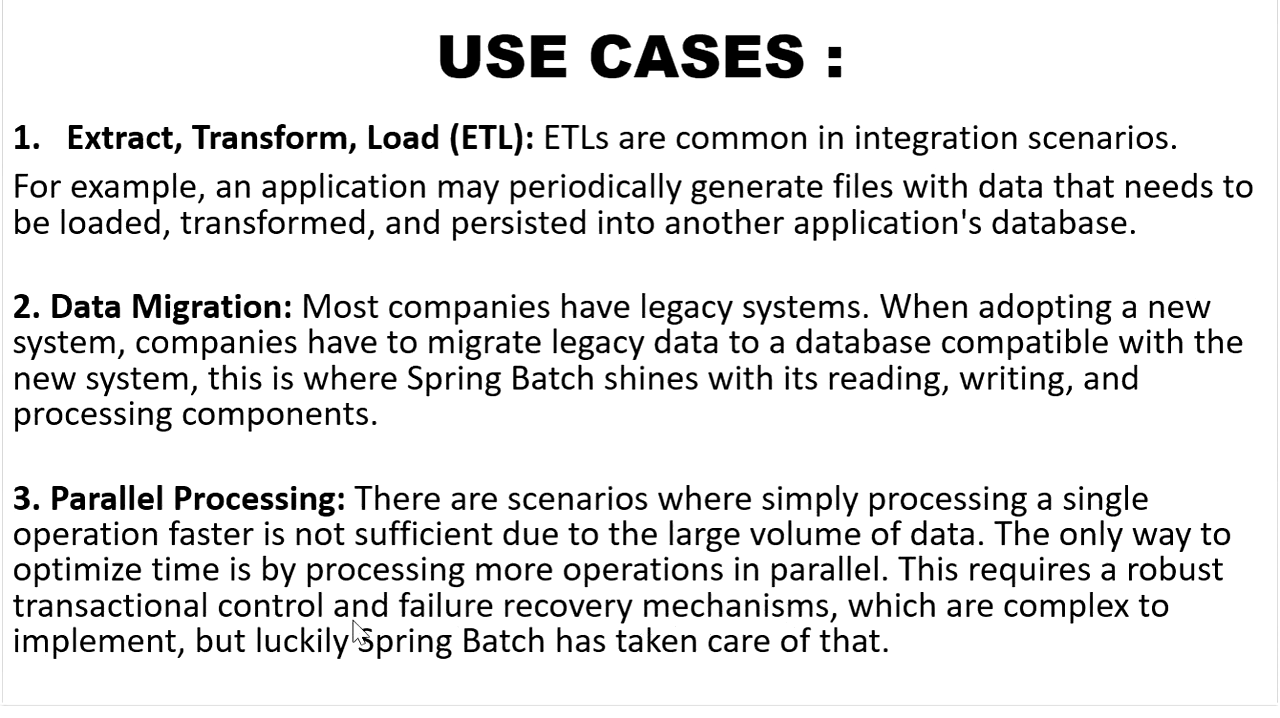 USE CASES :
1. Extract, Transform, Load (ETL): ETLs are common in integration scenarios.
For example, an application may periodically generate files with data that needs to
be loaded, transformed, and persisted into another application's database.
2. Data Migration: Most companies have legacy systems. When adopting a new
system, companies have to migrate legacy data to a database compatible with the
new system, this is where Spring Batch shines with its reading, writing, and
processing components.
3. Parallel Processing: There are scenarios where simply processing a single
operation faster is not sufficient due to the large volume of data. The only way to
optimize time is by processing more operations in parallel. This requires a robust
transactional control and failure recovery mechanisms, which are complex to
implement, but luckily Spring Batch has taken care of that.